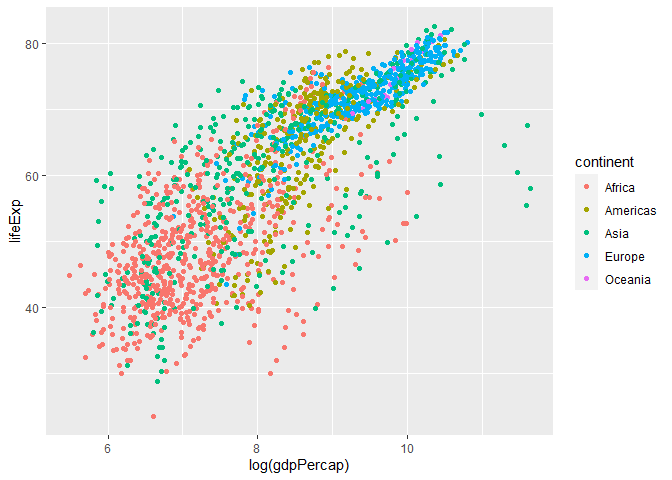 80
60
40
lifeExp
6
8
10
log(gdpPercap)
continent
Africa
Americas
Asia
Europe
Oceania